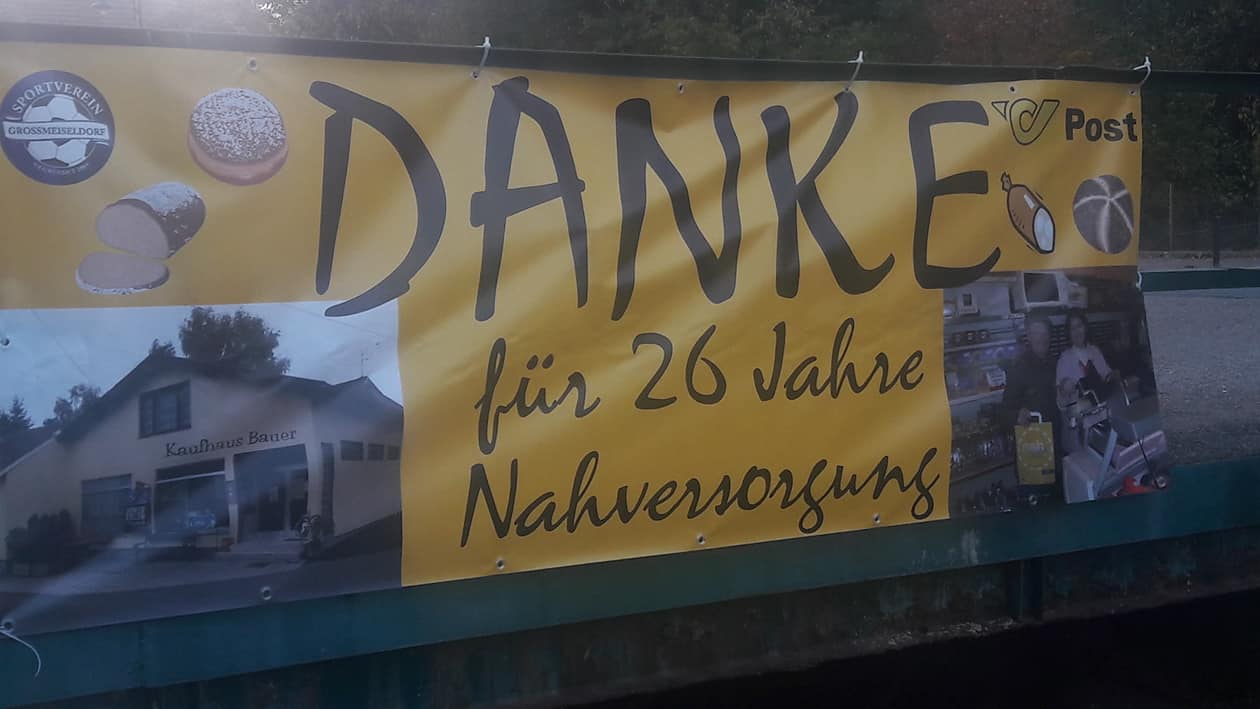 SPORTVEREIN
GROSSMEISELDORF
DANKE
Post
für 26 Jahre
Nahversorgung
Kaufhaus Bauer